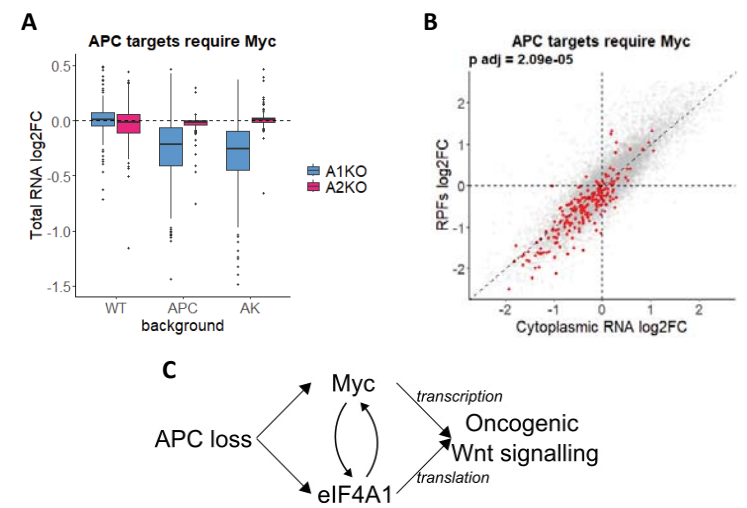 A
APC targets require Myc
Total RNA log2FC
0.5
0.0
-0.5
-1.0
-1.5
WT
APC
AK
background
A1KO
A2KO
B
APC targets require Myc
p adj = 2.09e-05
RPFs log2FC
2
1
0
-1
-2
-2
-1
0
1
2
Cytoplasmic RNA log2FC
C
APC loss
Myc
eIF4A1
transcription
Oncogenic
Wnt signalling
translation